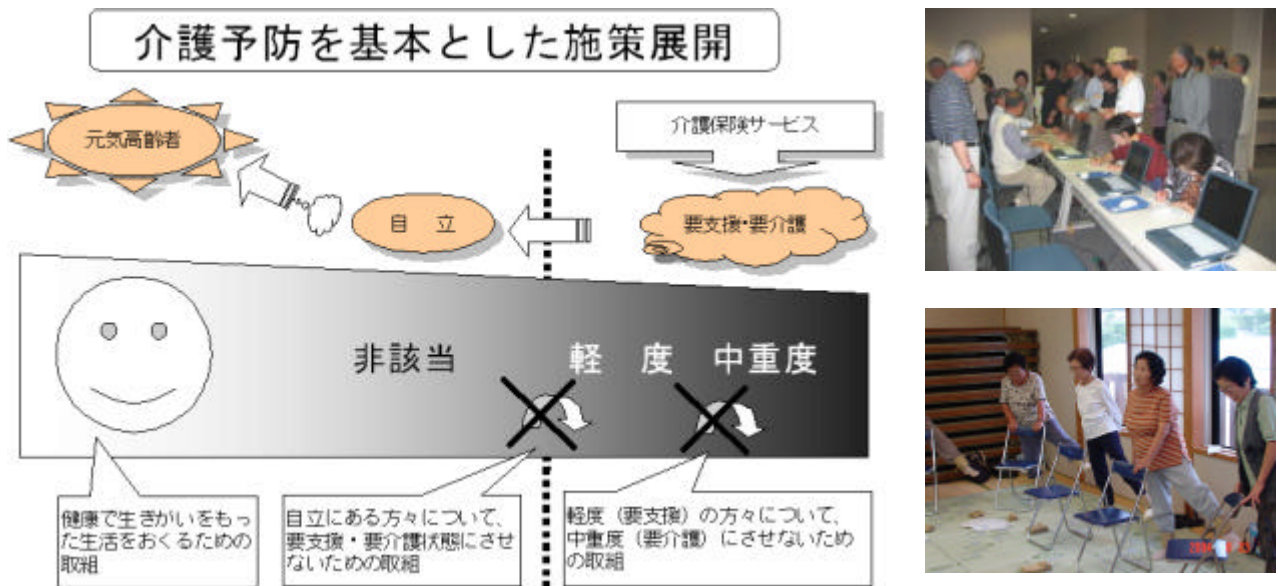 介護予防を基本とした施策展開
元気高齢者
介護保険サービス
自　立
要支援・要介護
非該当
軽　度
中重度
健康で生きがいをもっ
た生活をおくるための
取組
自立にある方々について、
要支援・要介護状態にさせ
ないための取組
軽度（要支援）の方々について、
中重度（要介護）にさせないため
の取組